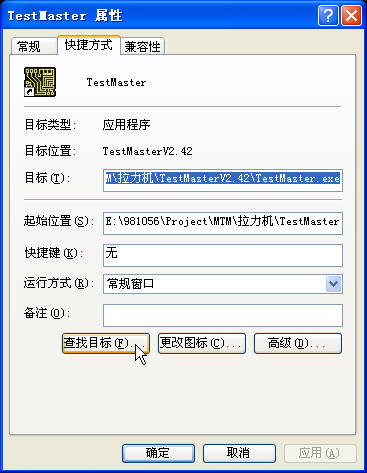 TestMaster 属性
常规 快捷方式 兼容性
TestMaster
目标类型: 应用程序
目标位置: TestMasterV2.42
目标(T): M\拉力机\TestMasterV2.42\TestMaster.exe
起始位置(S): E:\981056\Project\MTM\拉力机\TestMaster
快捷键(K): 无
运行方式(R): 常规窗口
备注(O):
查找目标(F)... 更改图标(C)... 高级(D)...
确定 取消 应用(A)